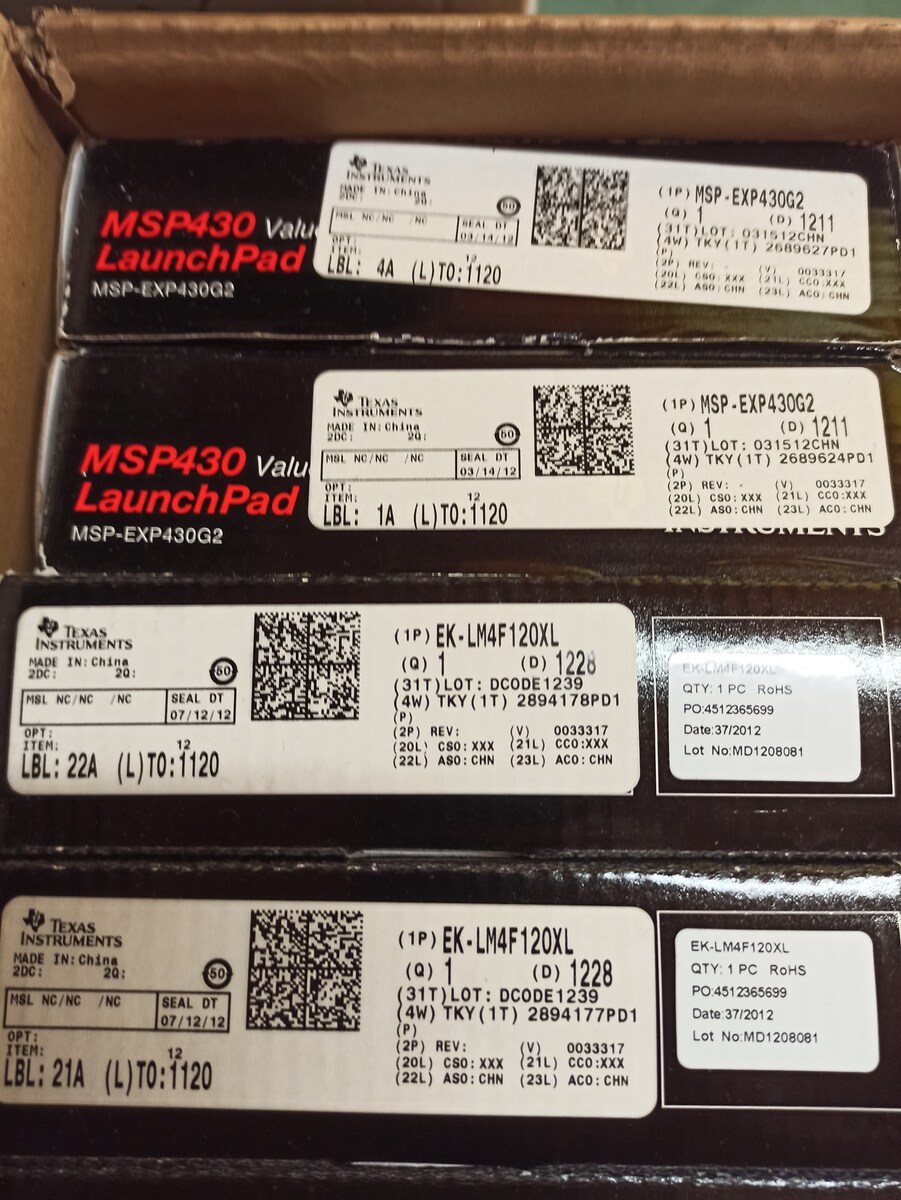 MSP430 Valu
LaunchPad
MSP-EXP430G2
TEXAS
INSTRUMENTS
MADE IN: China
2Q:
50
MSL NC/NC /NC
SEAL DT
03/14/12
OPT:
ITEM:
LBL: 4A (L)TO:1120
12
(1P) MSP-EXP430G2
(Q) 1 (D) 1211
(31T)LOT: 031512CHN
(4W) TKY(1T) 2689627PD1
(P)
(2P) REV: - (V) 0033317
(20L) CSO: XXX (21L) CCO:XXX
(22L) ASO: CHN (23L) ACO: CHN
MSP430 Valu
LaunchPad
MSP-EXP430G2
TEXAS
INSTRUMENTS
MADE IN: China
2DC: 2Q:
50
MSL NC/NC /NC
SEAL DT
03/14/12
OPT:
ITEM:
LBL: 1A (L)TO:1120
12
(1P) MSP-EXP430G2
(Q) 1 (D) 1211
(31T)LOT: 031512CHN
(4W) TKY(1T) 2689624PD1
(P)
(2P) REV: - (V) 0033317
(20L) CSO: XXX (21L) CCO:XXX
(22L) ASO: CHN (23L) ACO: CHN
INSTRUMENTS
TEXAS
INSTRUMENTS
MADE IN: China
2DC: 2Q:
50
MSL NC/NC /NC
SEAL DT
07/12/12
OPT:
ITEM:
LBL: 22A (L)TO:1120
12
(1P) EK-LM4F120XL
(Q) 1 (D) 1228
(31T)LOT: DCODE1239
(4W) TKY(1T) 2894178PD1
(P)
(2P) REV: (V) 0033317
(20L) CSO: XXX (21L) CCO:XXX
(22L) ASO: CHN (23L) ACO: CHN
EK-LM4F120XL
QTY: 1 PC RoHS
PO:4512365699
Date:37/2012
Lot No:MD1208081
TEXAS
INSTRUMENTS
MADE IN: China
2DC: 2Q:
50
MSL NC/NC /NC
SEAL DT
07/12/12
OPT:
ITEM:
LBL: 21A (L)TO:1120
12
(1P) EK-LM4F120XL
(Q) 1 (D) 1228
(31T)LOT: DCODE1239
(4W) TKY(1T) 2894177PD1
(P)
(2P) REV: (V) 0033317
(20L) CSO: XXX (21L) CCO:XXX
(22L) ASO: CHN (23L) ACO: CHN
EK-LM4F120XL
QTY: 1 PC RoHS
PO:4512365699
Date:37/2012
Lot No:MD1208081